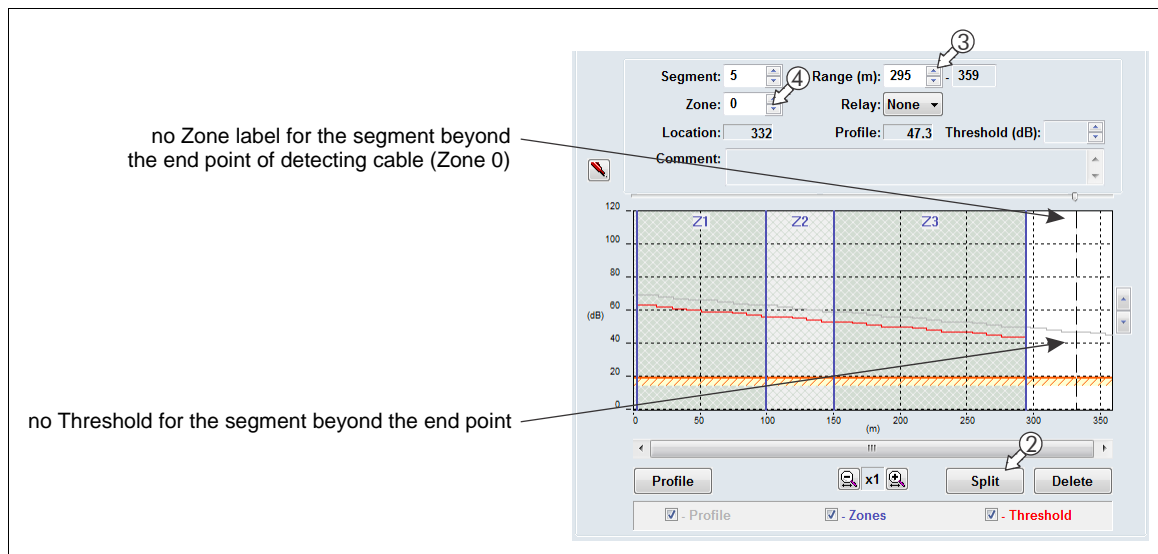 ③
Segment: 5 Range (m): 295 - 359
④
Zone: 0 Relay: None
no Zone label for the segment beyond
the end point of detecting cable (Zone 0)
Location: 332 Profile: 47.3 Threshold (dB):
Comment:
120
Z1 Z2 Z3
100
80
60
(dB)
40
20
0
no Threshold for the segment beyond the end point
0 50 100 150 200 250 300 350
(m)
②
Profile x1 Split Delete
- Profile - Zones - Threshold